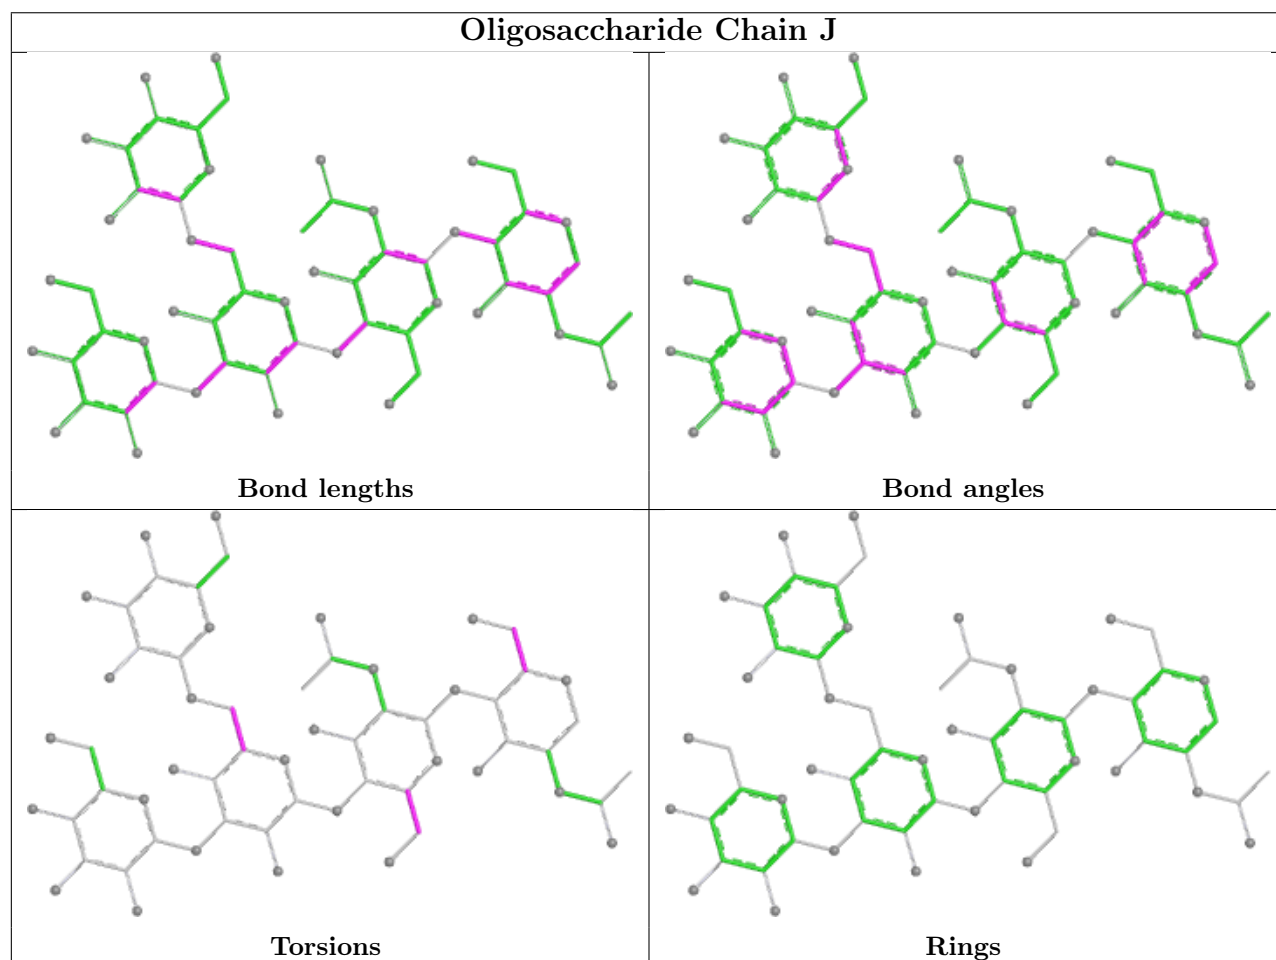 Oligosaccharide Chain J
Bond lengths
Bond angles
Torsions
Rings